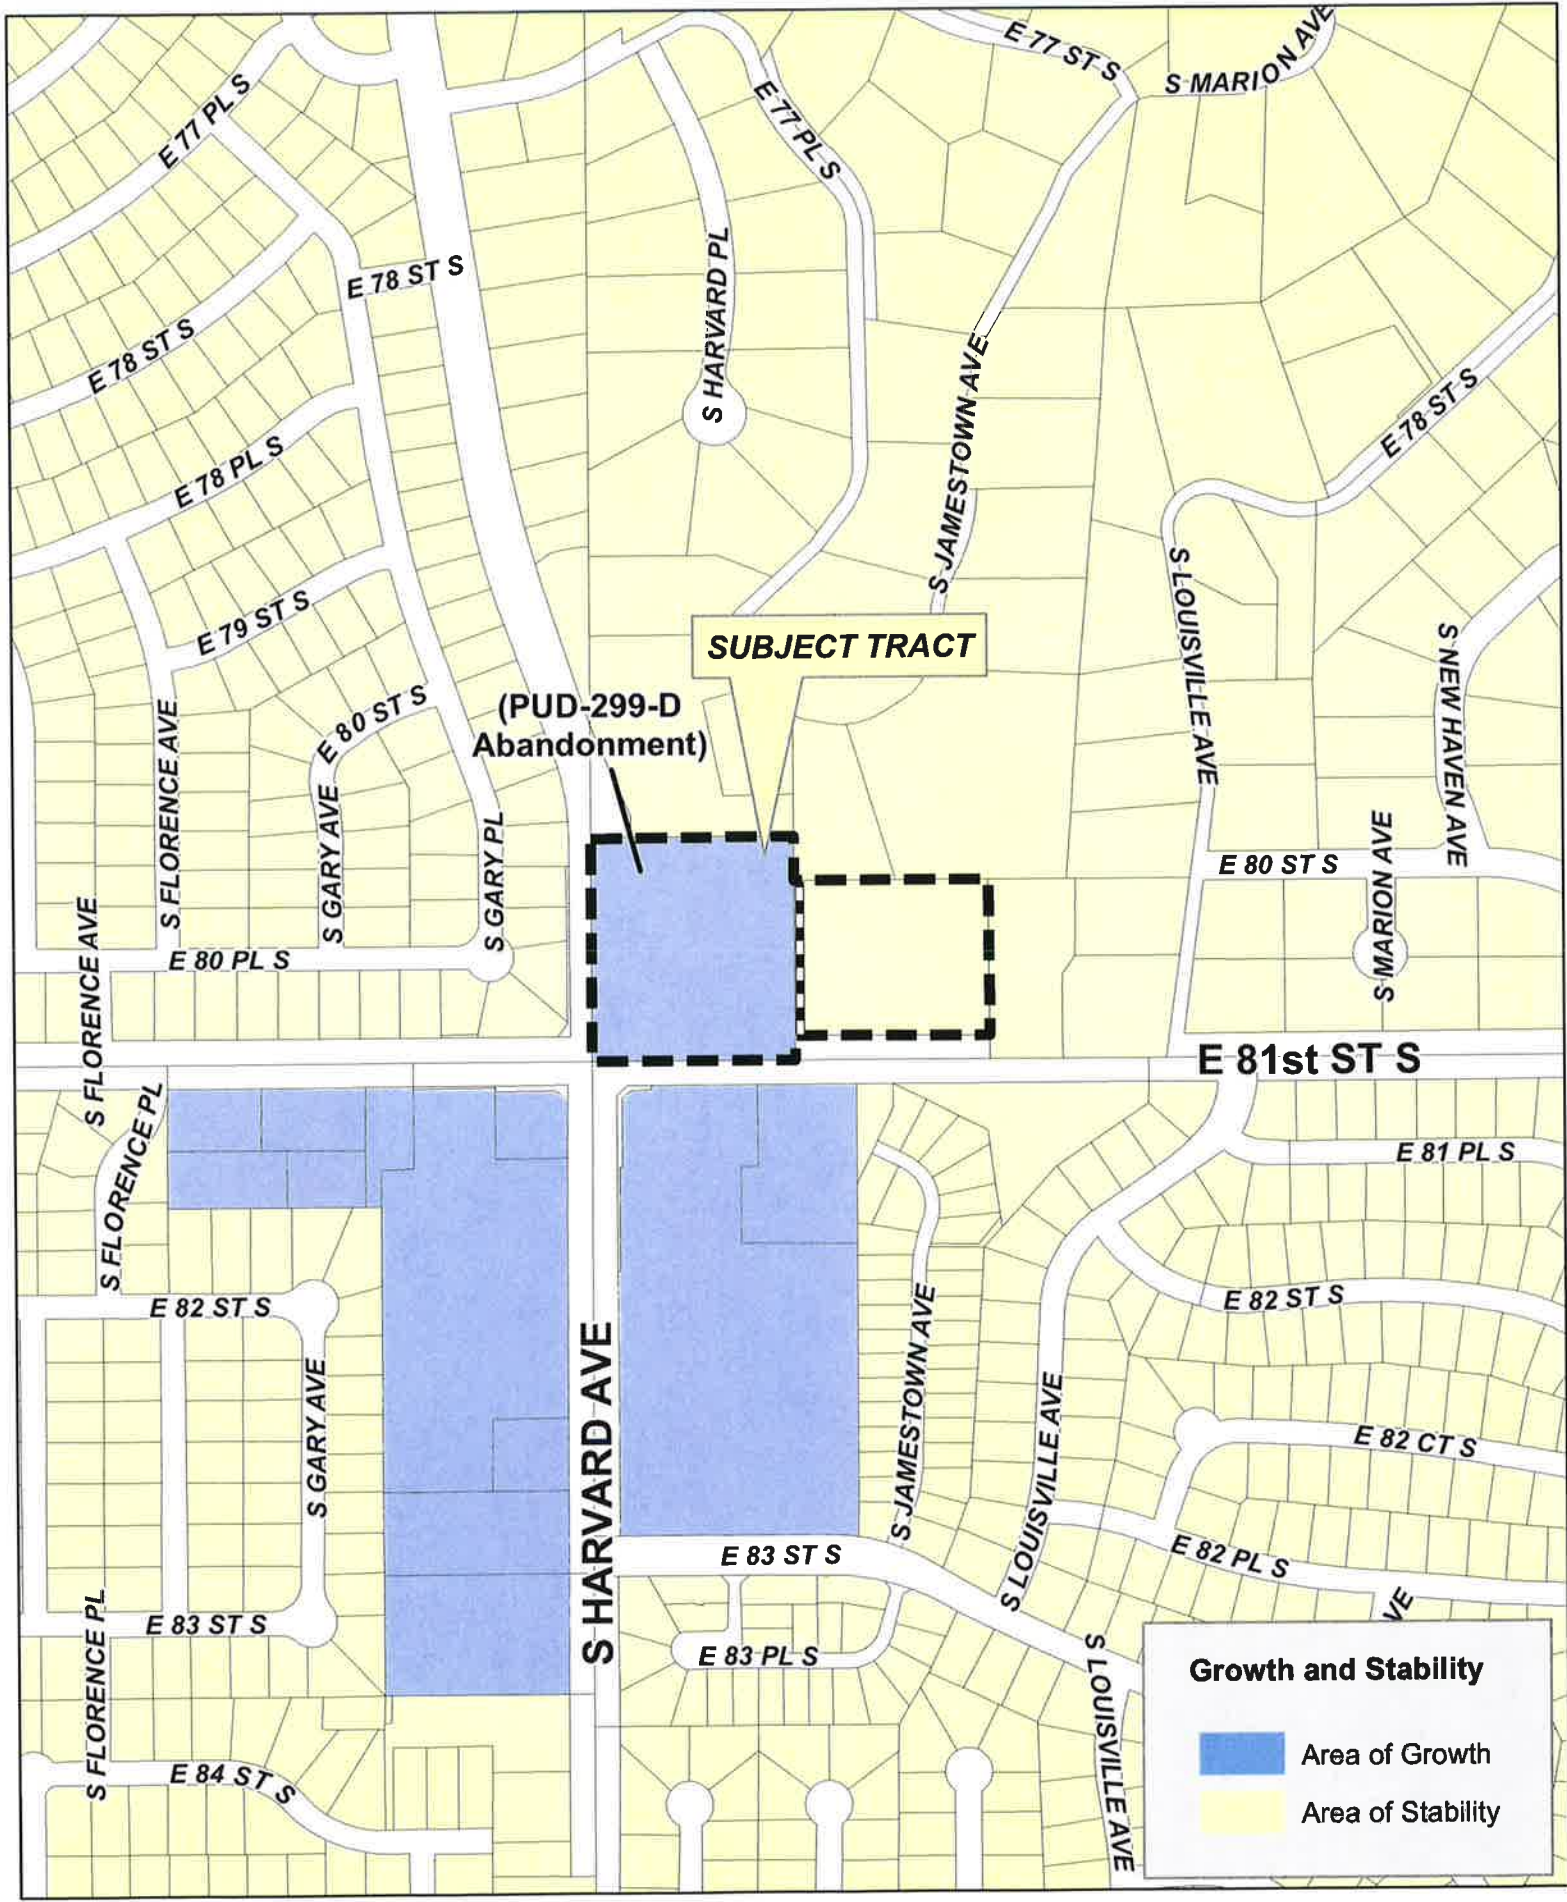 E 77 ST S
S MARION AVE
E 77 PL S
E 77 PL S
E 78 ST S
S HARVARD PL
E 78 ST S
S JAMESTOWN AVE
E 78 ST S
E 78 PL S
E 79 ST S
S LOUISVILLE AVE
S NEW HAVEN AVE
SUBJECT TRACT
(PUD-299-D
Abandonment)
E 80 ST S
S FLORENCE AVE
S GARY AVE
S GARY PL
E 80 ST S
S MARION AVE
S FLORENCE AVE
E 80 PL S
E 81st ST S
S FLORENCE PL
E 81 PL S
E 82 ST S
E 82 ST S
S GARY AVE
S HARVARD AVE
S JAMESTOWN AVE
S LOUISVILLE AVE
E 82 CT S
E 83 ST S
E 82 PL S
VE
S FLORENCE PL
E 83 ST S
E 83 PL S
S LOUISVILLE AVE
E 84 ST S
Growth and Stability
Area of Growth
Area of Stability